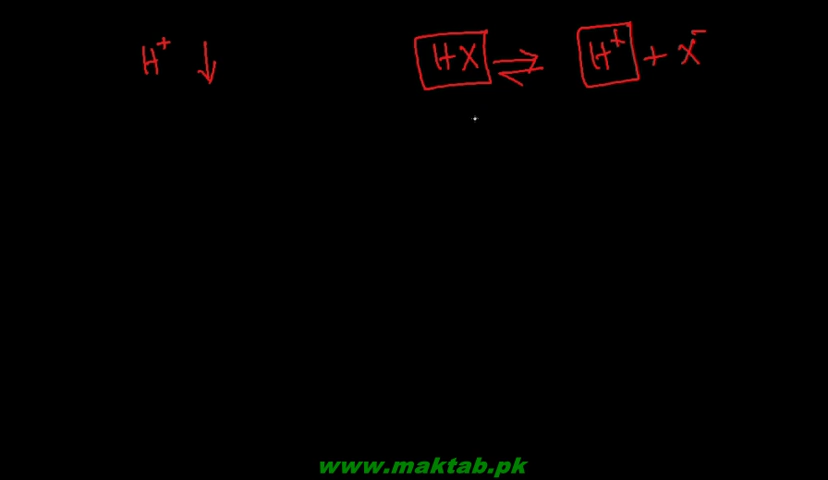 H⁺ ↓ HX ⇌ H⁺ + X⁻
www.maktab.pk